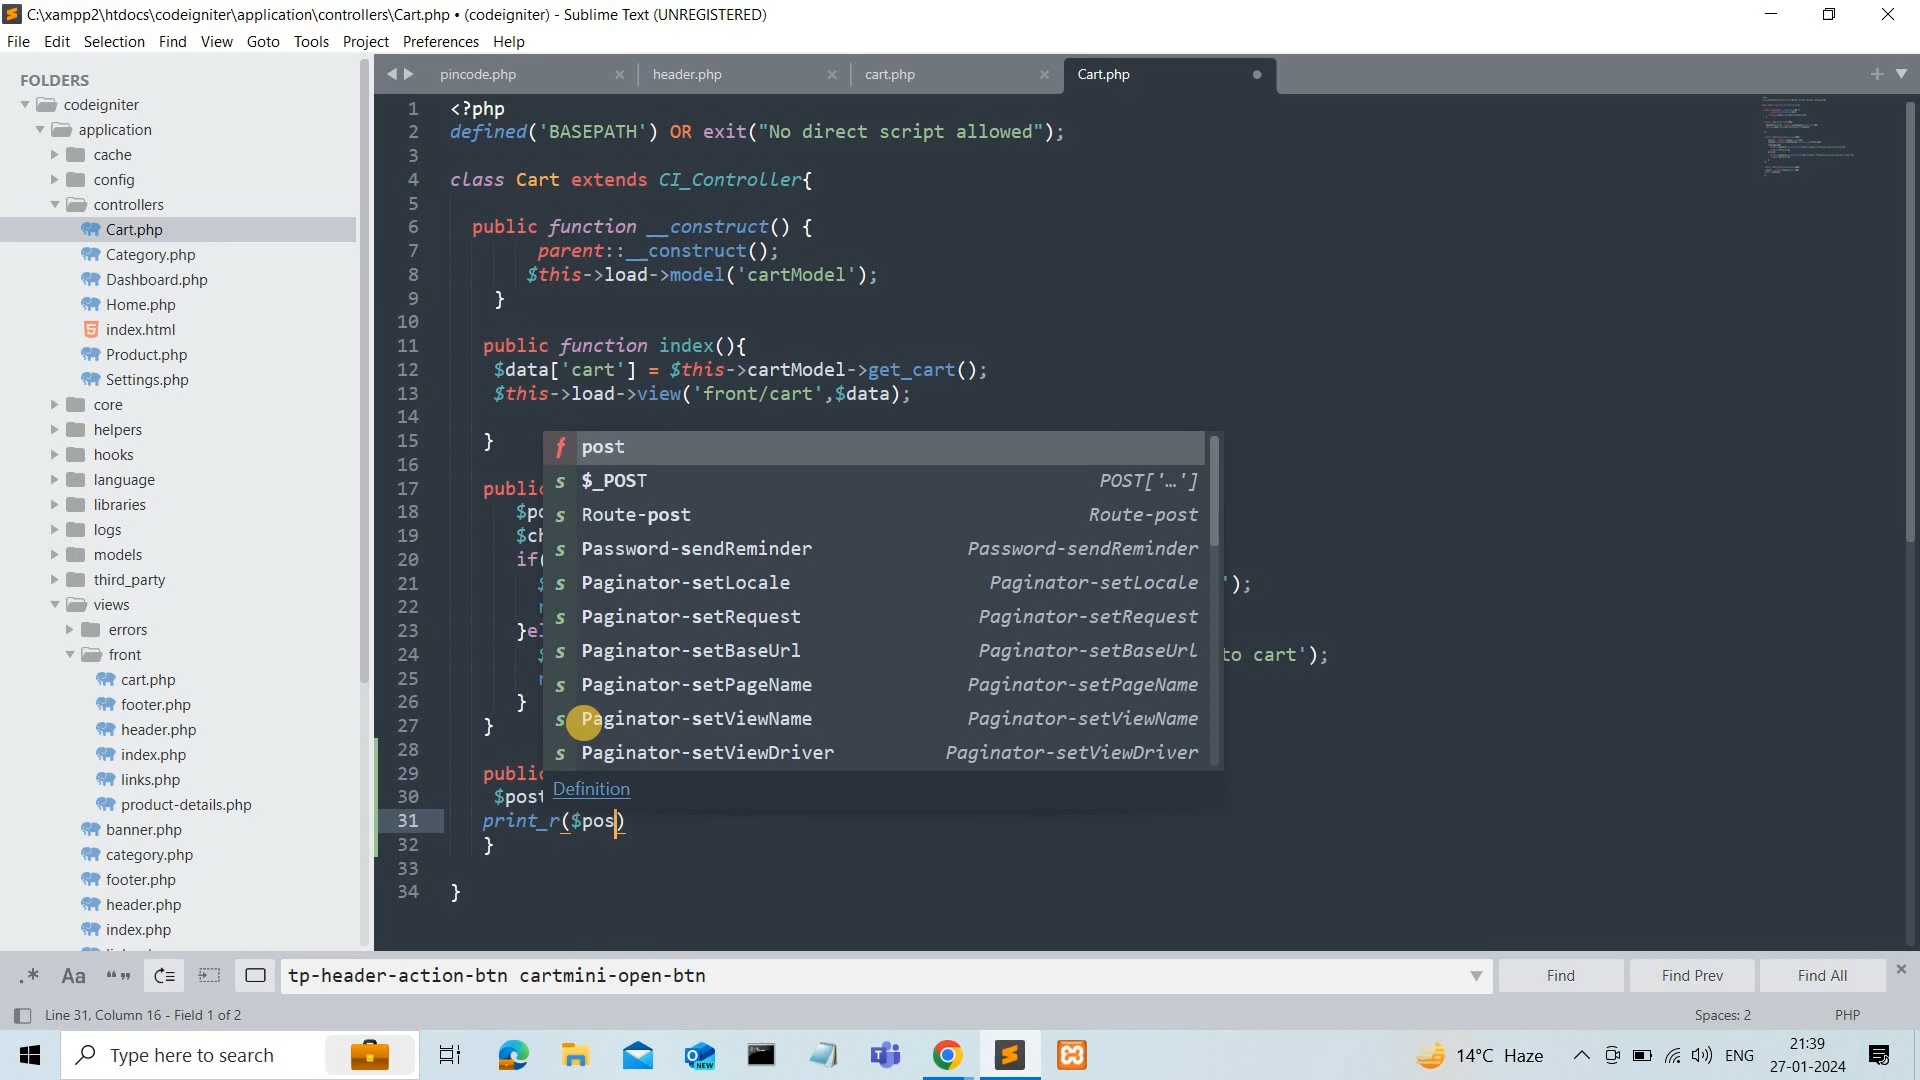 C:\xampp2\htdocs\codeigniter\application\controllers\Cart.php • (codeigniter) - Sublime Text (UNREGISTERED)
File Edit Selection Find View Goto Tools Project Preferences Help
FOLDERS
codeigniter
application
cache
config
controllers
Cart.php
Category.php
Dashboard.php
Home.php
index.html
Product.php
Settings.php
core
helpers
hooks
language
libraries
logs
models
third_party
views
errors
front
cart.php
footer.php
header.php
index.php
links.php
product-details.php
banner.php
category.php
footer.php
header.php
index.php
pincode.php header.php cart.php Cart.php
1 <?php
2 defined('BASEPATH') OR exit("No direct script allowed");
3
4 class Cart extends CI_Controller{
5
6 public function __construct() {
7 parent::__construct();
8 $this->load->model('cartModel');
9 }
10
11 public function index(){
12 $data['cart'] = $this->cartModel->get_cart();
13 $this->load->view('front/cart',$data);
14
15 }
16
17 public
18 $po
19 $ch
20 if(
21 $ ');
22
23 }el
24 $ to cart');
25
26 }
27 }
28
29 public
30 $post
31 print_r($pos)
32 }
33
34 }
f post
s $_POST POST['…']
s Route-post Route-post
s Password-sendReminder Password-sendReminder
s Paginator-setLocale Paginator-setLocale
s Paginator-setRequest Paginator-setRequest
s Paginator-setBaseUrl Paginator-setBaseUrl
s Paginator-setPageName Paginator-setPageName
s Paginator-setViewName Paginator-setViewName
s Paginator-setViewDriver Paginator-setViewDriver
Definition
.* Aa “” tp-header-action-btn cartmini-open-btn Find Find Prev Find All
Line 31, Column 16 - Field 1 of 2 Spaces: 2 PHP
Type here to search 14°C Haze ENG 21:39
27-01-2024